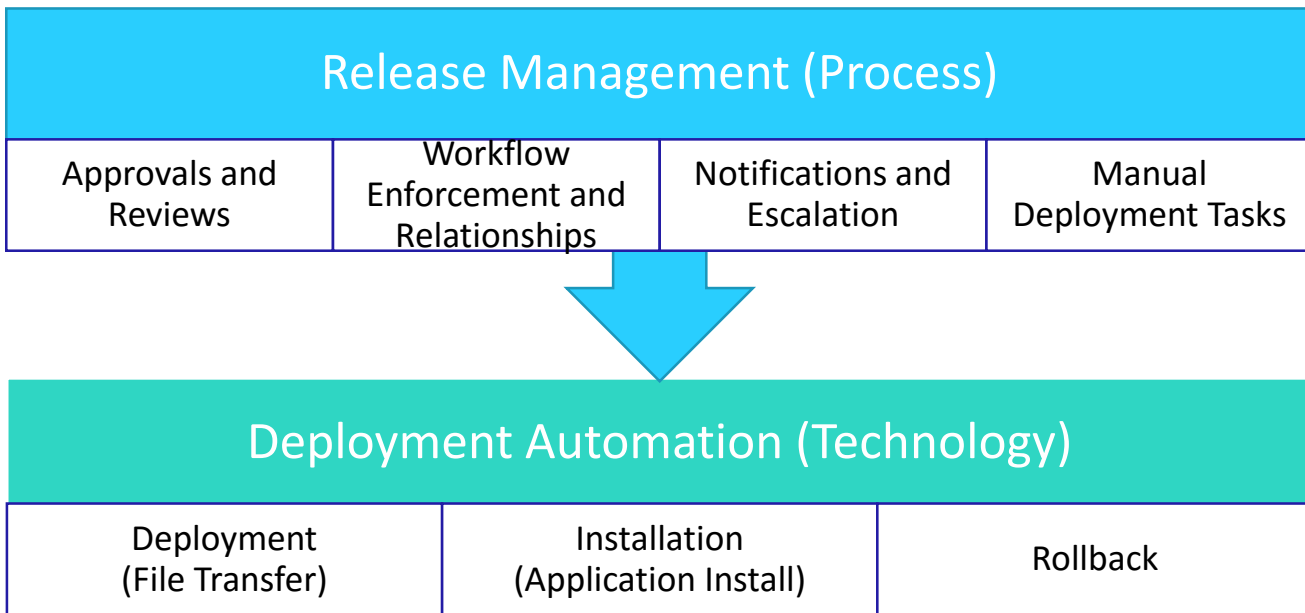 Release Management (Process)
Approvals and
Reviews
Workflow
Enforcement and
Relationships
Notifications and
Escalation
Manual
Deployment Tasks
Deployment Automation (Technology)
Deployment
(File Transfer)
Installation
(Application Install)
Rollback